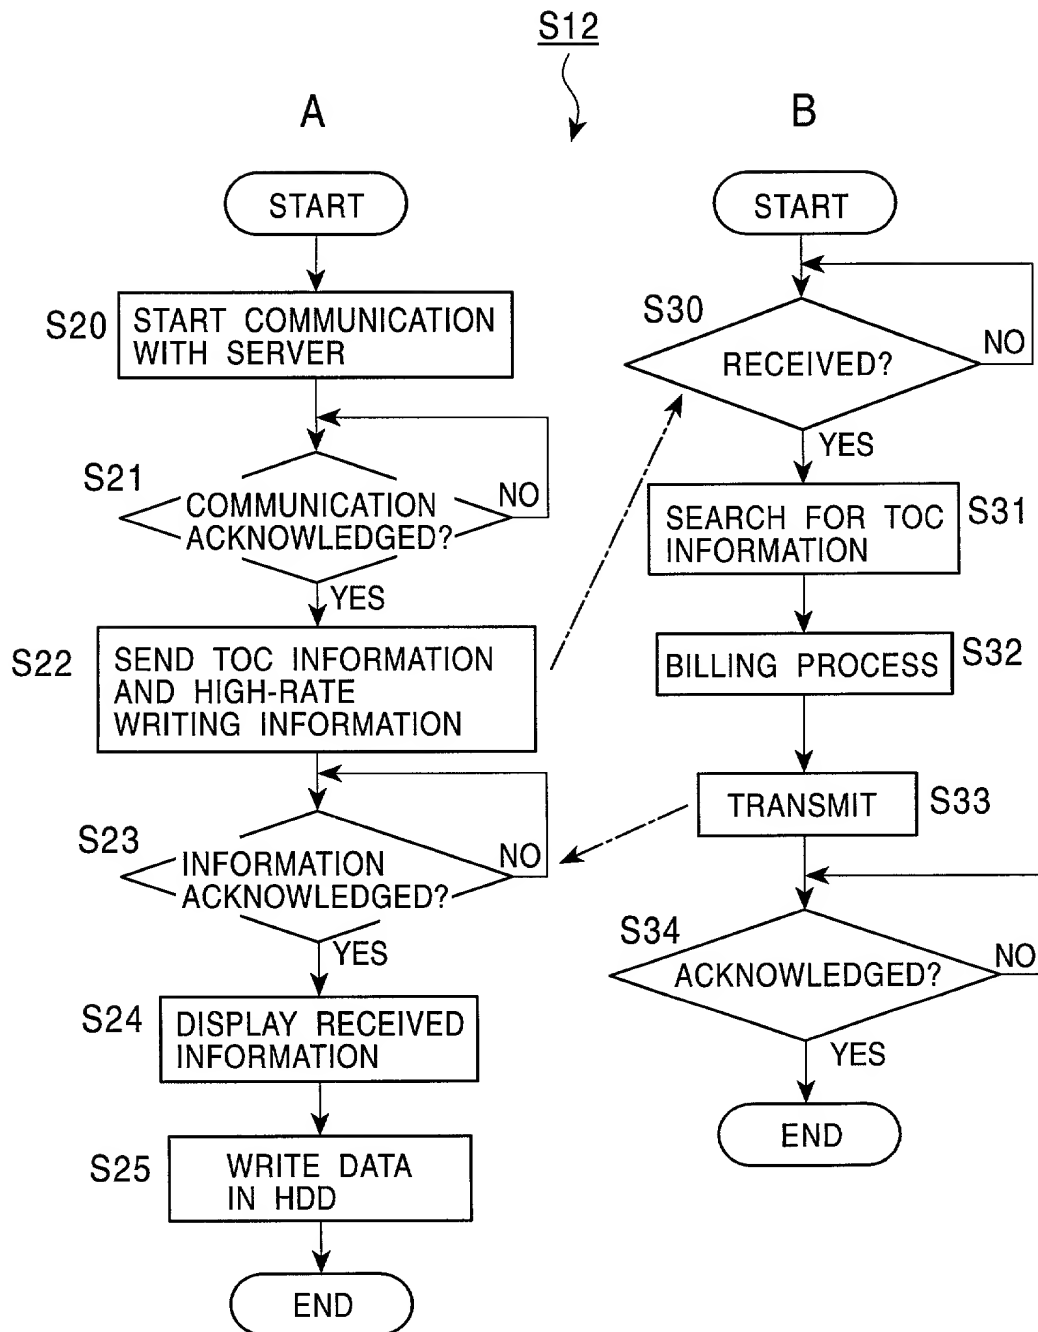 S12
A
START
S20
START COMMUNICATION
WITH SERVER
S21
COMMUNICATION
ACKNOWLEDGED?
NO
YES
S22
SEND TOC INFORMATION
AND HIGH-RATE
WRITING INFORMATION
S23
INFORMATION
ACKNOWLEDGED?
NO
YES
S24
DISPLAY RECEIVED
INFORMATION
S25
WRITE DATA
IN HDD
END
B
START
S30
RECEIVED?
NO
YES
SEARCH FOR TOC
INFORMATION
S31
BILLING PROCESS
S32
TRANSMIT
S33
S34
ACKNOWLEDGED?
NO
YES
END